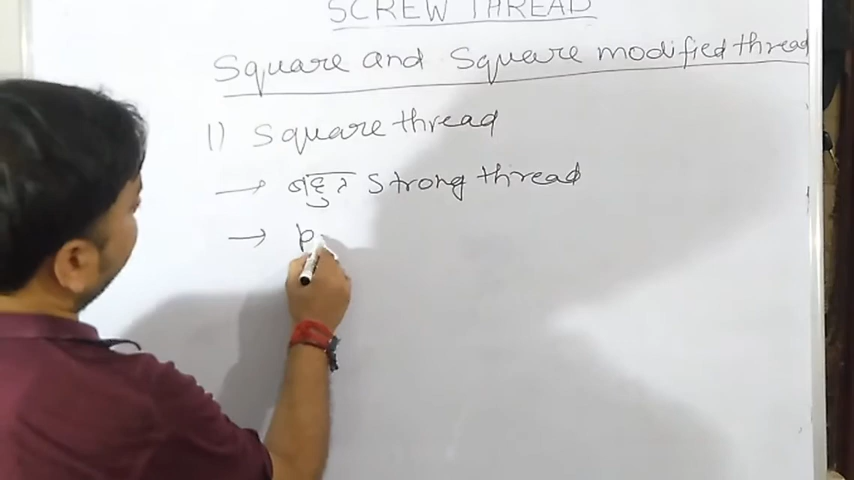 SCREW THREAD
Square and Square modified thread
1) Square thread
→ बहुत Strong thread
→ P